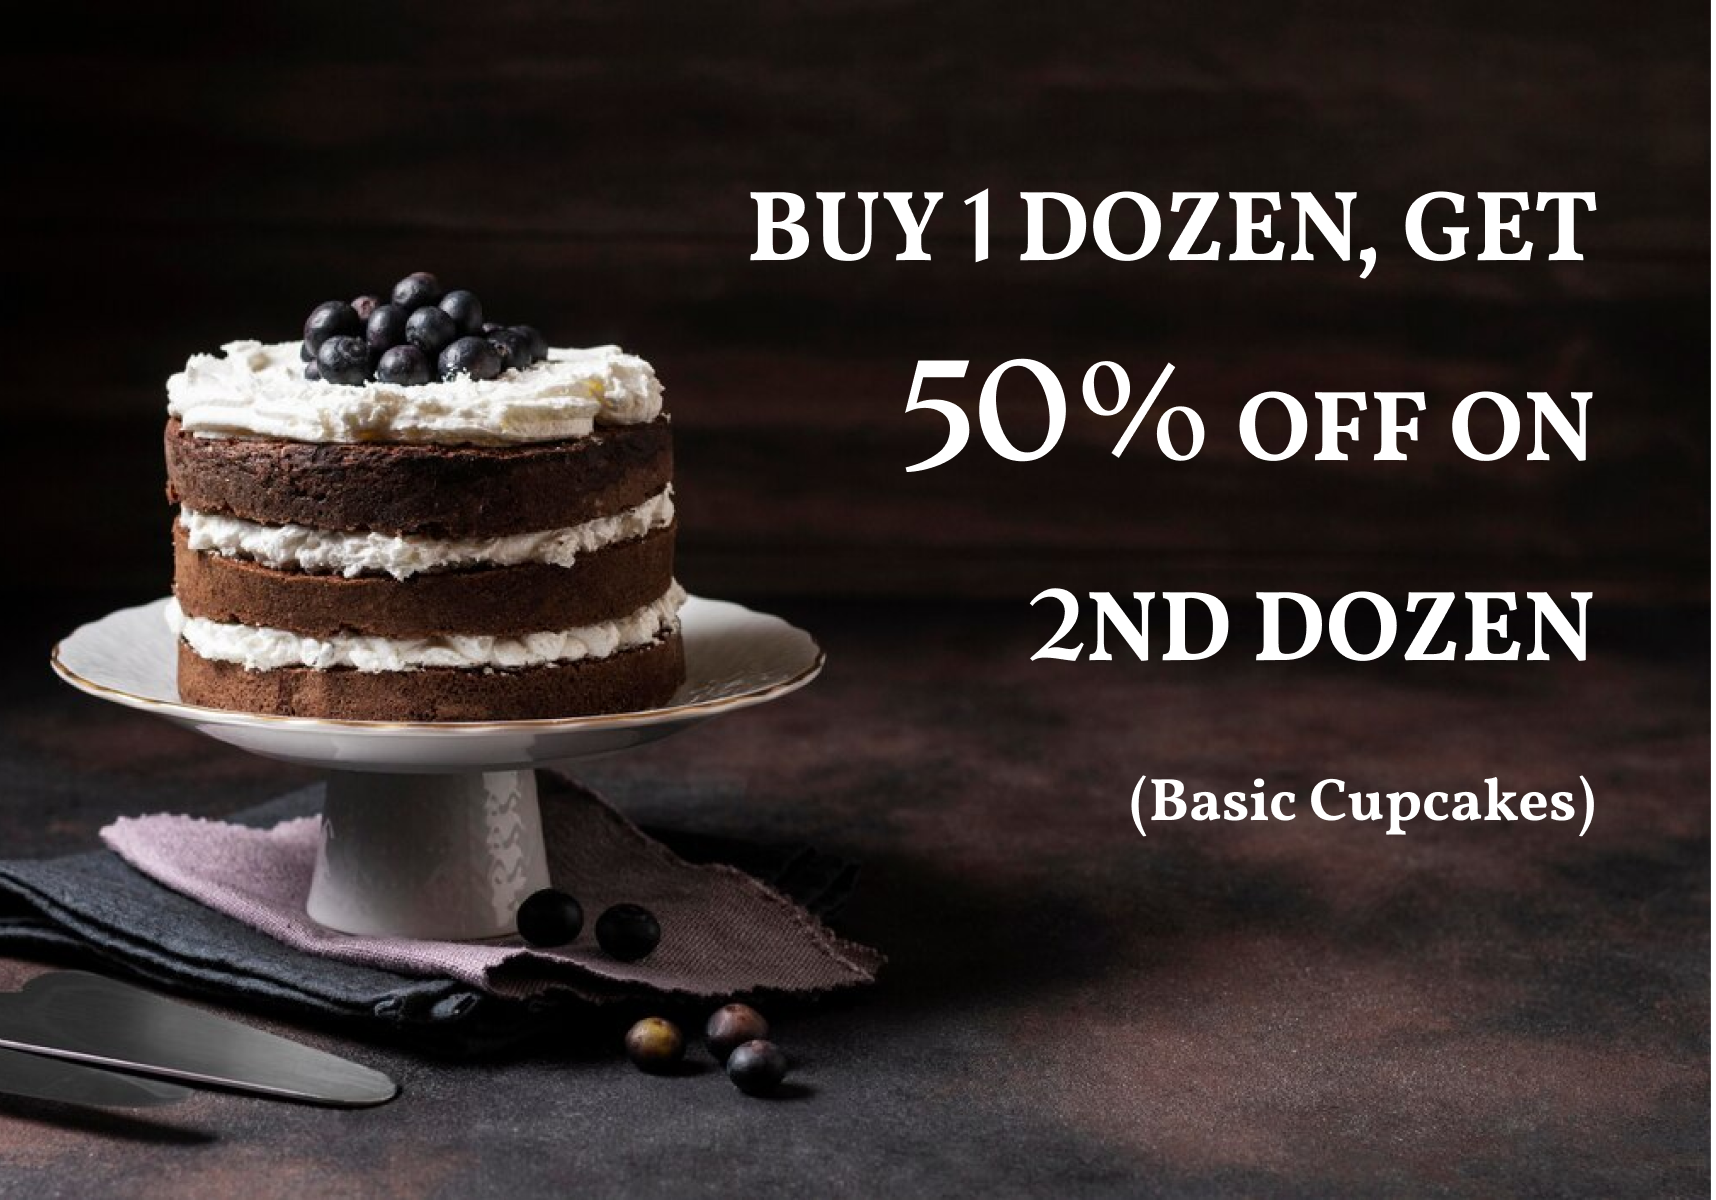 BUY 1 DOZEN, GET
50% OFF ON
2ND DOZEN
(Basic Cupcakes)